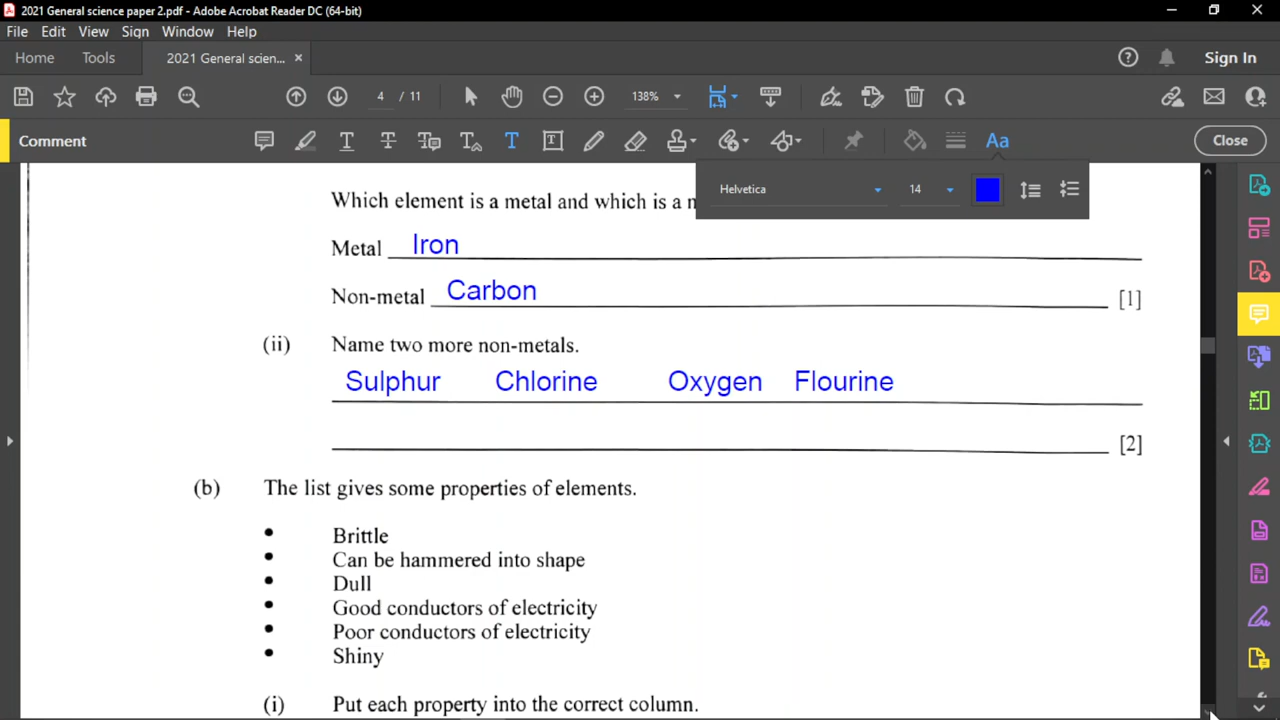 2021 General science paper 2.pdf - Adobe Acrobat Reader DC (64-bit)
File Edit View Sign Window Help
Home Tools 2021 General scien... × Sign In
4 / 11 138%
Comment Close
Helvetica 14
Which element is a metal and which is a n
Metal Iron
Non-metal Carbon [1]
(ii) Name two more non-metals.
Sulphur Chlorine Oxygen Flourine
[2]
(b) The list gives some properties of elements.
• Brittle
• Can be hammered into shape
• Dull
• Good conductors of electricity
• Poor conductors of electricity
• Shiny
(i) Put each property into the correct column.